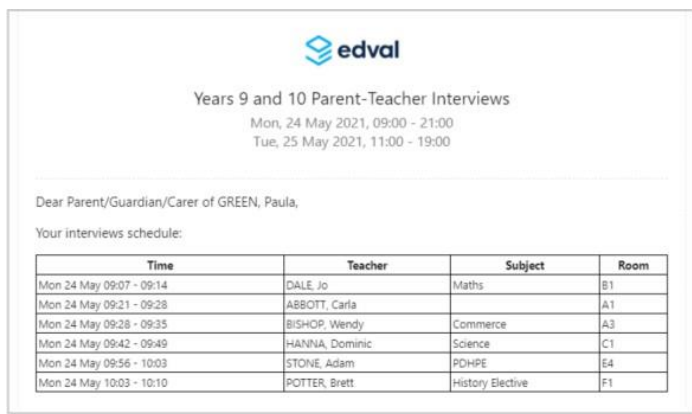 edval
Years 9 and 10 Parent-Teacher Interviews
Mon, 24 May 2021, 09:00 - 21:00
Tue, 25 May 2021, 11:00 - 19:00
Dear Parent/Guardian/Carer of GREEN, Paula,
Your interviews schedule:
Time Teacher Subject Room
Mon 24 May 09:07 - 09:14 DALE, Jo Maths B1
Mon 24 May 09:21 - 09:28 ABBOTT, Carla A1
Mon 24 May 09:28 - 09:35 BISHOP, Wendy Commerce A3
Mon 24 May 09:42 - 09:49 HANNA, Dominic Science C1
Mon 24 May 09:56 - 10:03 STONE, Adam PDHPE E4
Mon 24 May 10:03 - 10:10 POTTER, Brett History Elective F1